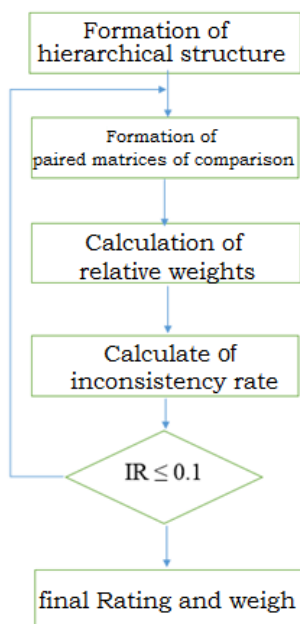 Formation of
hierarchical structure
Formation of
paired matrices of comparison
Calculation of
relative weights
Calculate of
inconsistency rate
IR ≤ 0.1
final Rating and weigh